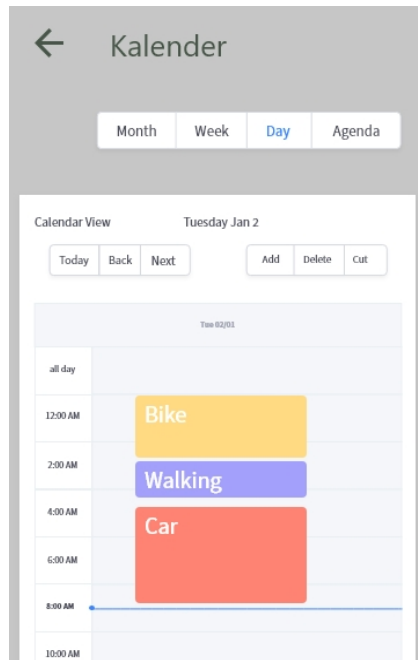 Kalender
Month Week Day Agenda
Calendar View Tuesday Jan 2
Today Back Next Add Delete Cut
Tue 02/01
all day
12:00 AM
Bike
2:00 AM
Walking
4:00 AM
Car
6:00 AM
8:00 AM
10:00 AM